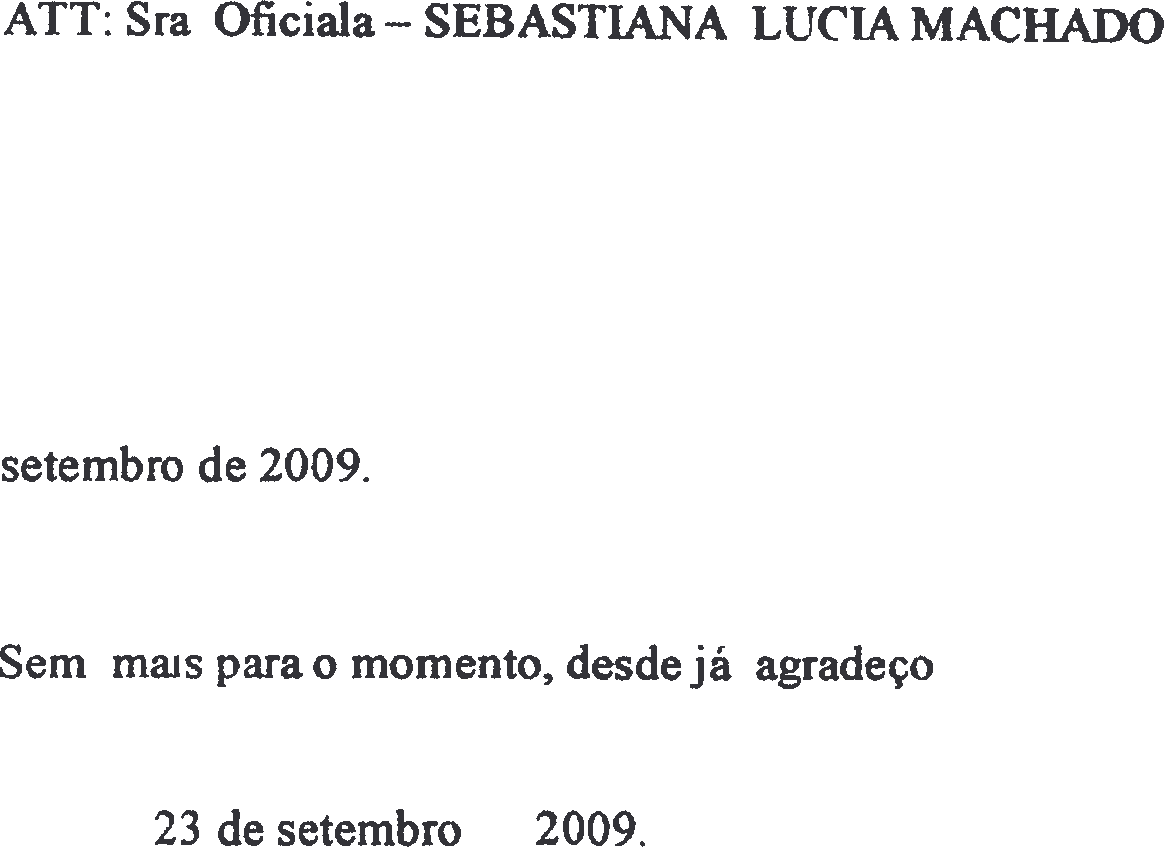 ATT: Sra Oficiala – SEBASTIANA LUCIA MACHADO
setembro de 2009.
Sem mais para o momento, desde já agradeço
23 de setembro 2009.